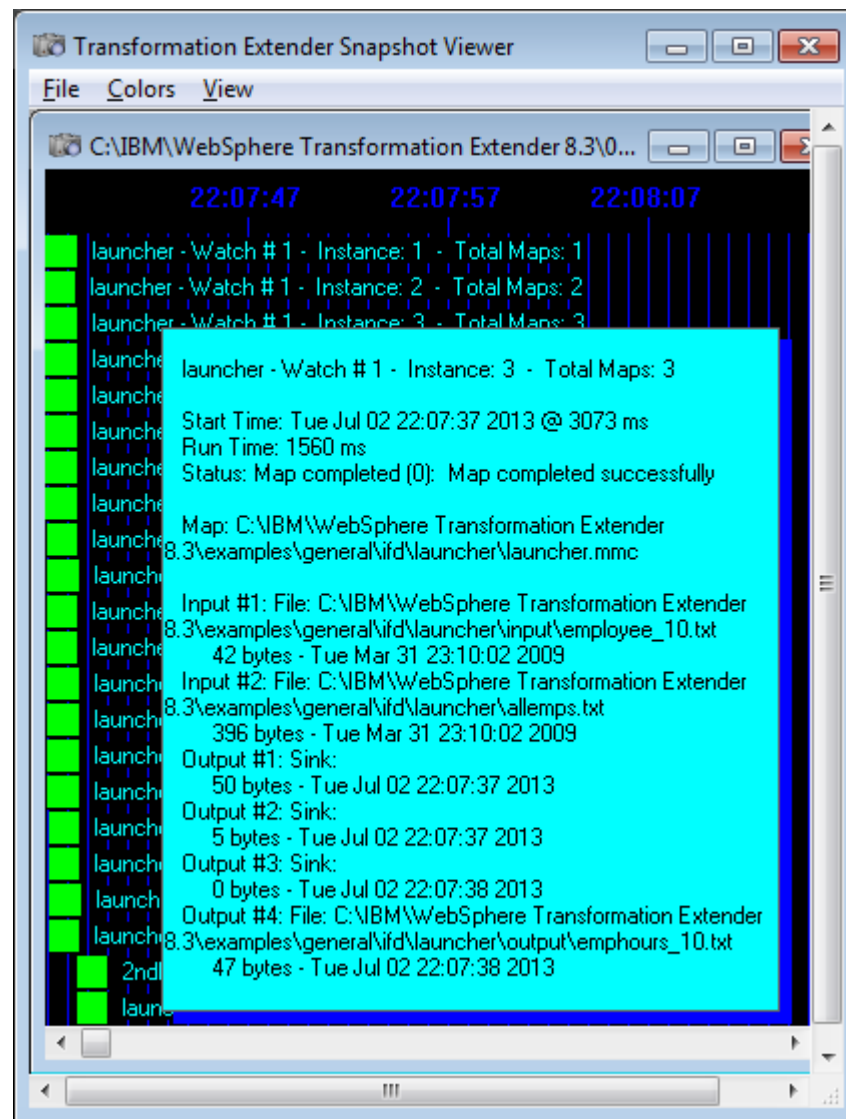 Transformation Extender Snapshot Viewer
File Colors View
C:\IBM\WebSphere Transformation Extender 8.3\0...
22:07:47 22:07:57 22:08:07
launcher - Watch # 1 - Instance: 1 - Total Maps: 1
launcher - Watch # 1 - Instance: 2 - Total Maps: 2
launcher - Watch # 1 - Instance: 3 - Total Maps: 3
launcher - Watch # 1 - Instance: 3 - Total Maps: 3
Start Time: Tue Jul 02 22:07:37 2013 @ 3073 ms
Run Time: 1560 ms
Status: Map completed (0): Map completed successfully
Map: C:\IBM\WebSphere Transformation Extender
8.3\examples\general\ifd\launcher\launcher.mmc
Input #1: File: C:\IBM\WebSphere Transformation Extender
8.3\examples\general\ifd\launcher\input\employee_10.txt
42 bytes - Tue Mar 31 23:10:02 2009
Input #2: File: C:\IBM\WebSphere Transformation Extender
8.3\examples\general\ifd\launcher\allemps.txt
396 bytes - Tue Mar 31 23:10:02 2009
Output #1: Sink:
50 bytes - Tue Jul 02 22:07:37 2013
Output #2: Sink:
5 bytes - Tue Jul 02 22:07:37 2013
Output #3: Sink:
0 bytes - Tue Jul 02 22:07:38 2013
Output #4: File: C:\IBM\WebSphere Transformation Extender
8.3\examples\general\ifd\launcher\output\emphours_10.txt
47 bytes - Tue Jul 02 22:07:38 2013